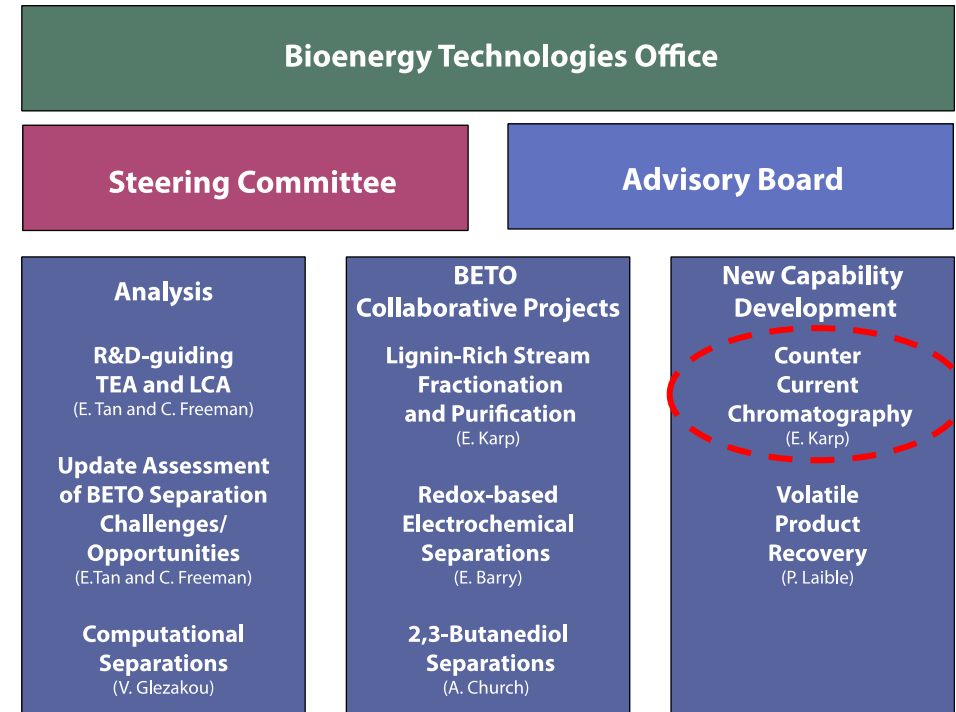 Bioenergy Technologies Office
Steering Committee
Advisory Board
Analysis
R&D-guiding
TEA and LCA
(E. Tan and C. Freeman)
Update Assessment
of BETO Separation
Challenges/
Opportunities
(E.Tan and C. Freeman)
Computational
Separations
(V. Glezakou)
BETO
Collaborative Projects
Lignin-Rich Stream
Fractionation
and Purification
(E. Karp)
Redox-based
Electrochemical
Separations
(E. Barry)
2,3-Butanediol
Separations
(A. Church)
New Capability
Development
Counter
Current
Chromatography
(E. Karp)
Volatile
Product
Recovery
(P. Laible)